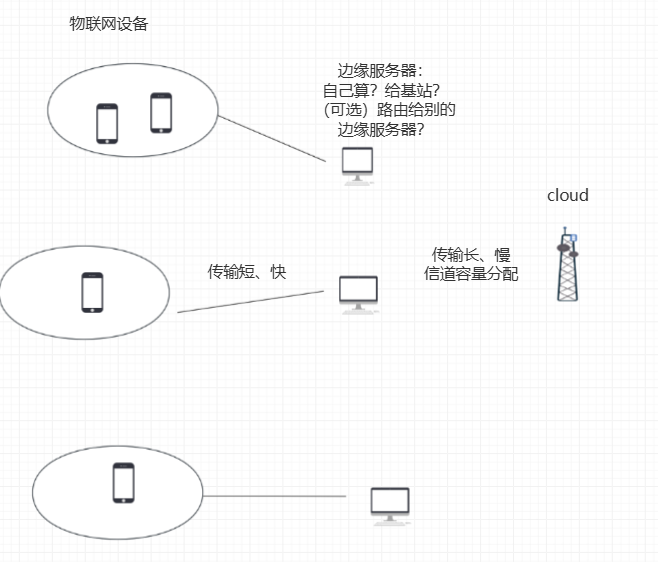 物联网设备
边缘服务器：
自己算？给基站？
（可选）路由给别的
边缘服务器？
cloud
传输短、快
传输长、慢
信道容量分配